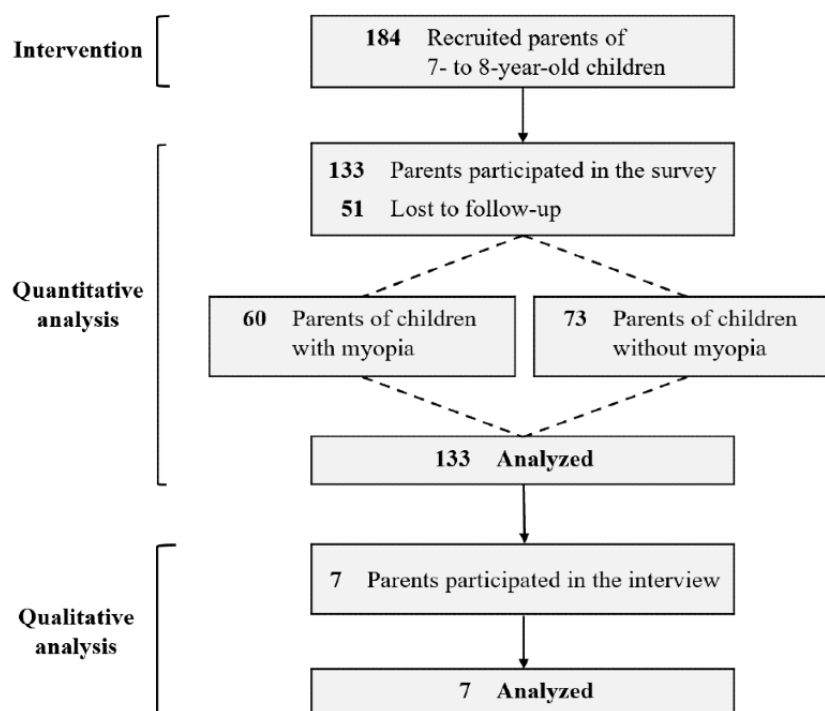 Intervention
184 Recruited parents of
7- to 8-year-old children
Quantitative
analysis
133 Parents participated in the survey
51 Lost to follow-up
60 Parents of children
with myopia
73 Parents of children
without myopia
133 Analyzed
Qualitative
analysis
7 Parents participated in the interview
7 Analyzed